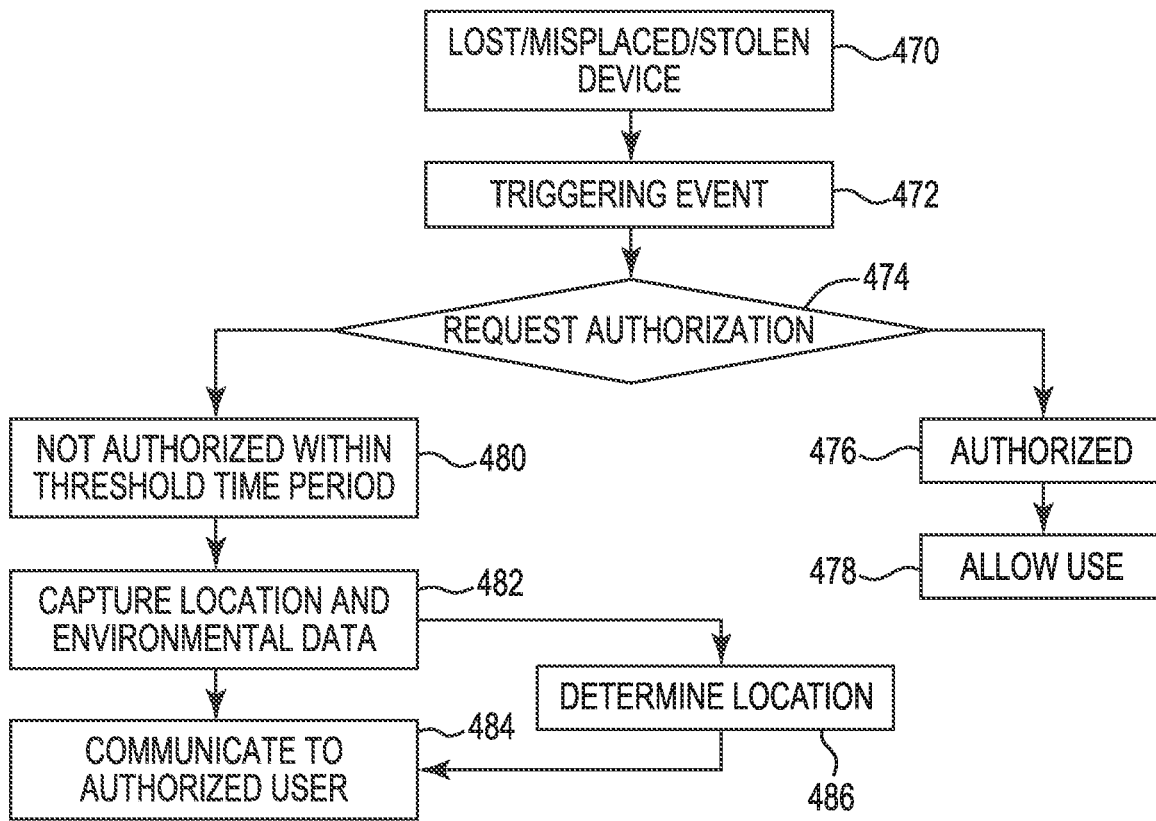 LOST/MISPLACED/STOLEN
DEVICE
470
TRIGGERING EVENT
472
474
REQUEST AUTHORIZATION
NOT AUTHORIZED WITHIN
THRESHOLD TIME PERIOD
480
476
AUTHORIZED
CAPTURE LOCATION AND
ENVIRONMENTAL DATA
482
478
ALLOW USE
DETERMINE LOCATION
486
COMMUNICATE TO
AUTHORIZED USER
484